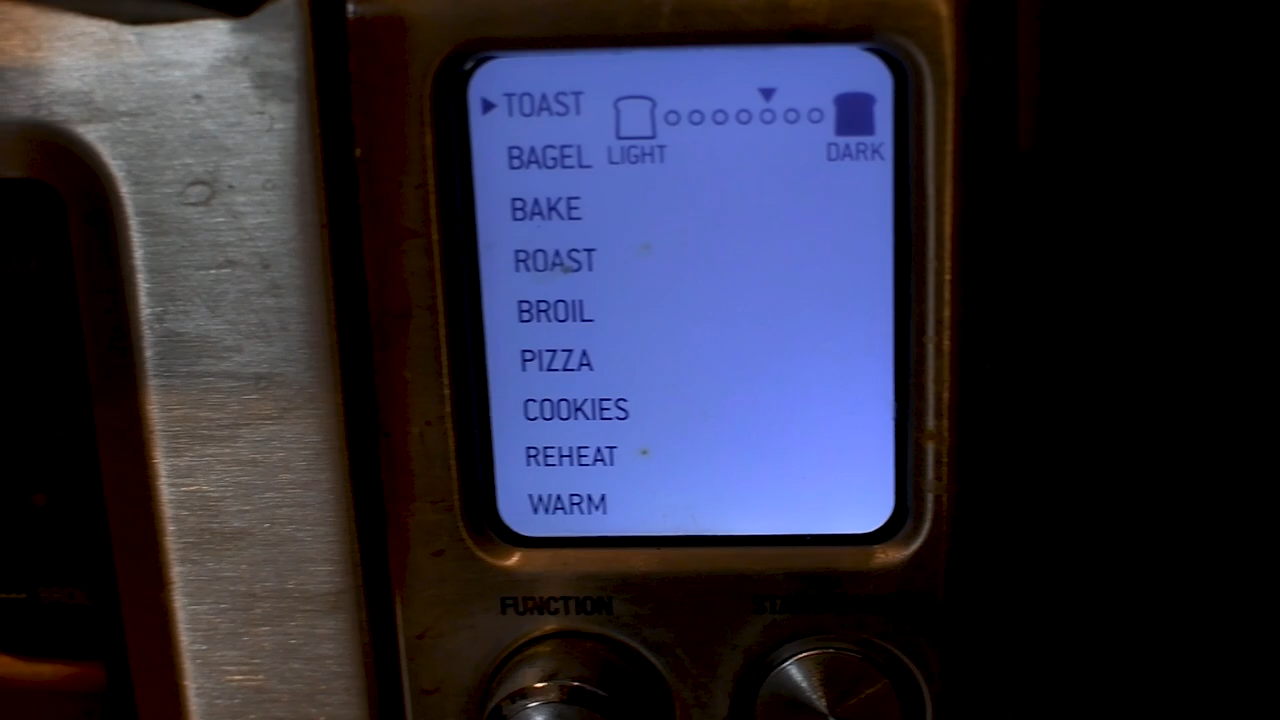 TOAST
LIGHT DARK
BAGEL
BAKE
ROAST
BROIL
PIZZA
COOKIES
REHEAT
WARM
FUNCTION